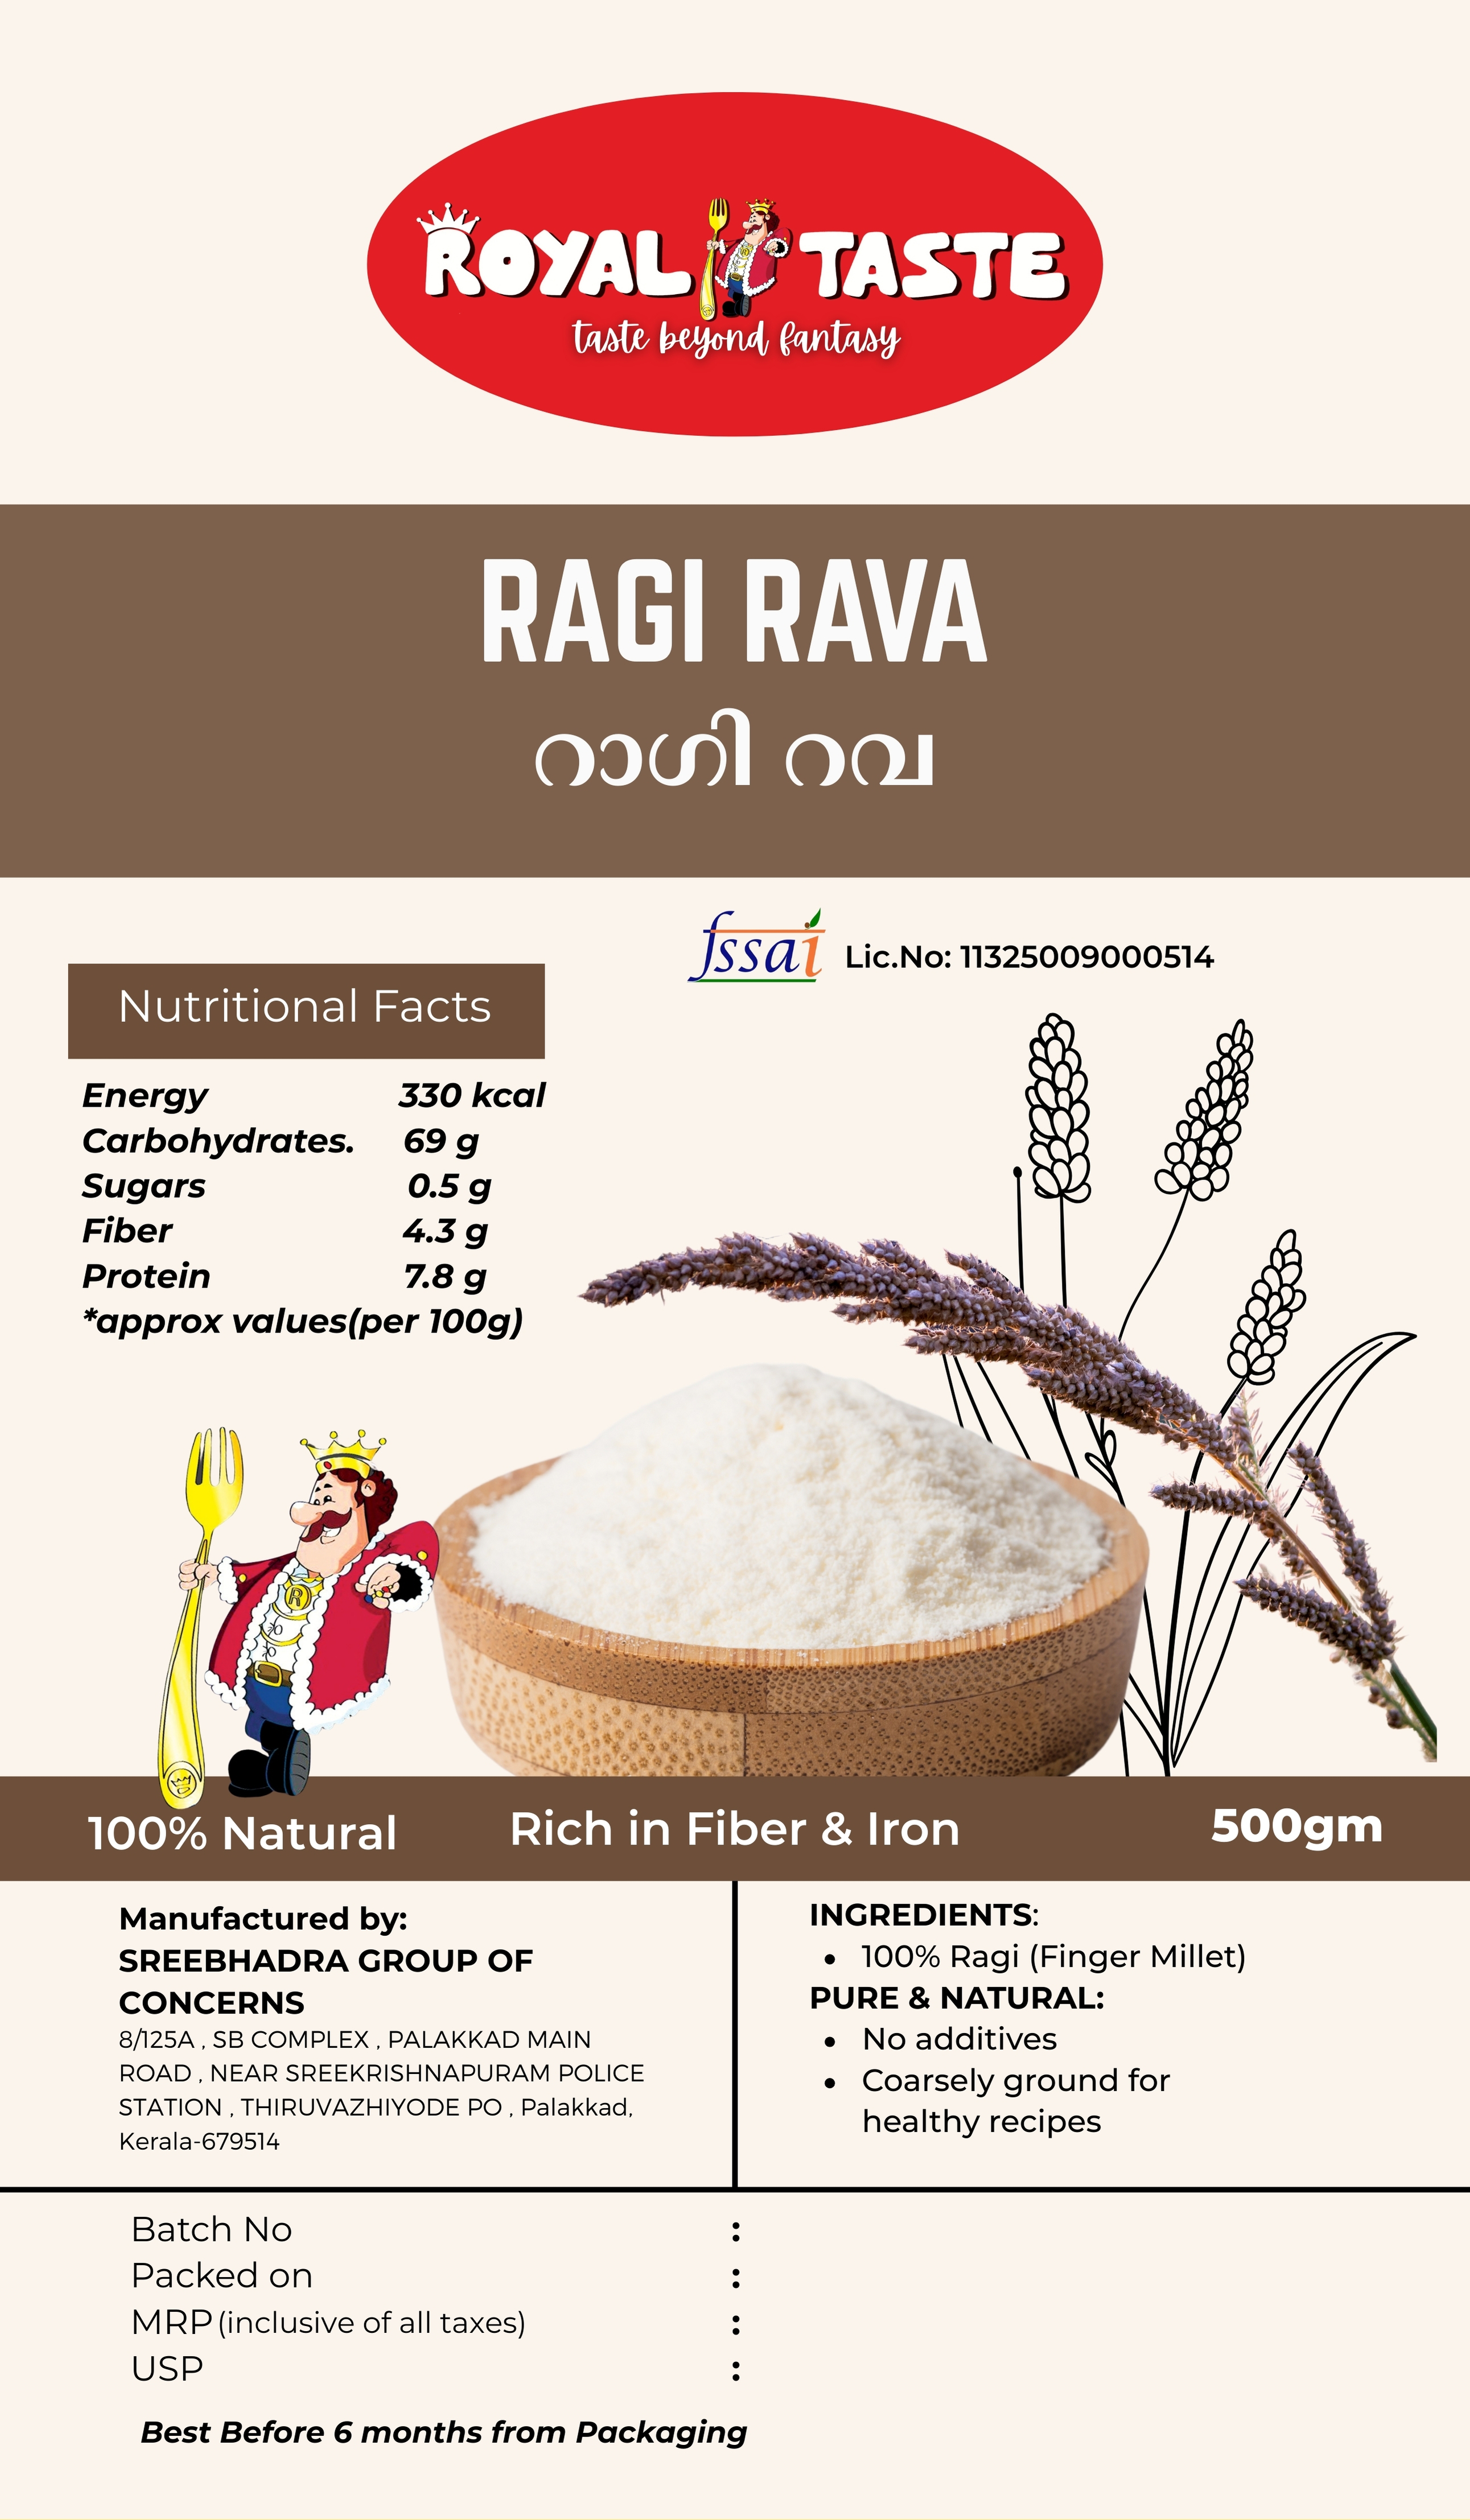 ROYAL TASTE
taste beyond fantasy
RAGI RAVA
റാഗി റവ
fssai Lic.No: 11325009000514
Nutritional Facts
Energy 330 kcal
Carbohydrates. 69 g
Sugars 0.5 g
Fiber 4.3 g
Protein 7.8 g
*approx values(per 100g)
R
100% Natural Rich in Fiber & Iron 500gm
Manufactured by:
SREEBHADRA GROUP OF
CONCERNS
8/125A , SB COMPLEX , PALAKKAD MAIN
ROAD , NEAR SREEKRISHNAPURAM POLICE
STATION , THIRUVAZHIYODE PO , Palakkad,
Kerala-679514
INGREDIENTS:
• 100% Ragi (Finger Millet)
PURE & NATURAL:
• No additives
• Coarsely ground for
healthy recipes
Batch No :
Packed on :
MRP (inclusive of all taxes) :
USP :
Best Before 6 months from Packaging